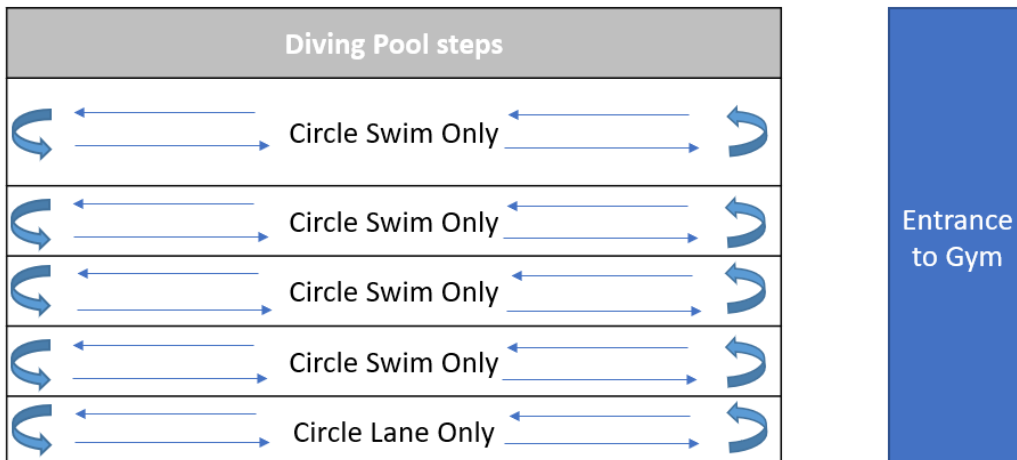 Diving Pool steps
Circle Swim Only
Circle Swim Only
Circle Swim Only
Circle Swim Only
Circle Lane Only
Entrance
to Gym